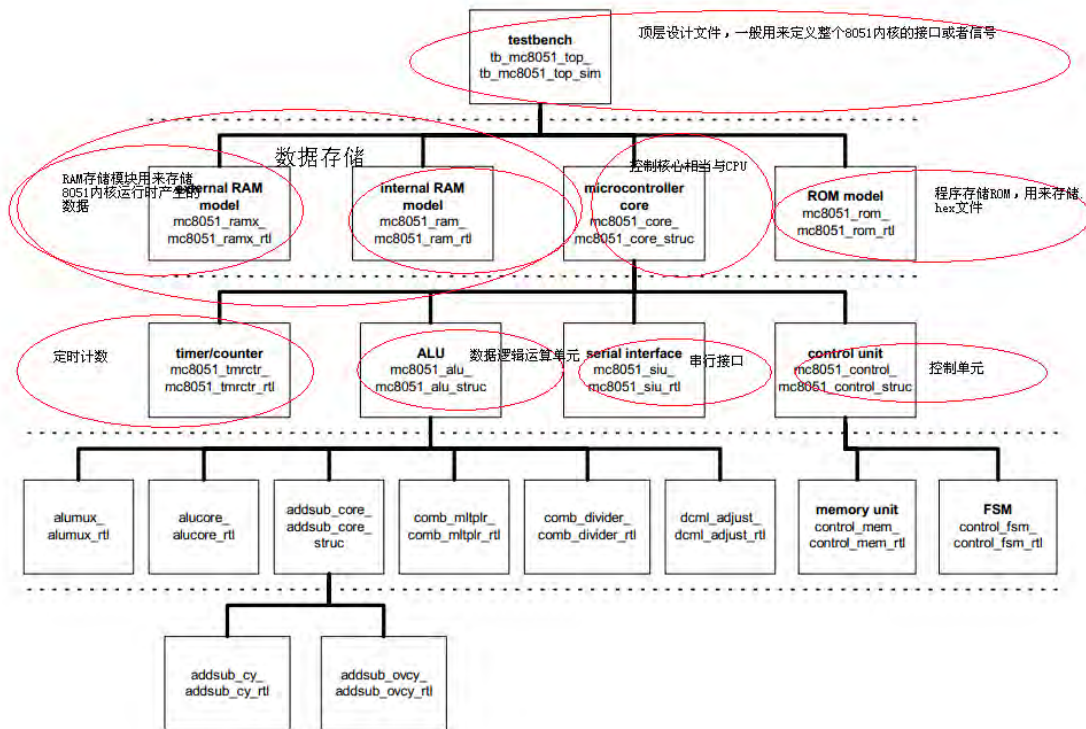 testbench
tb_mc8051_top_
tb_mc8051_top_sim
顶层设计文件，一般用来定义整个8051内核的接口或者信号
数据存储
RAM存储模块用来存储
8051内核运行时产生的
数据
external RAM
model
mc8051_ramx_
mc8051_ramx_rtl
internal RAM
model
mc8051_ram_
mc8051_ram_rtl
控制核心相当与CPU
microcontroller
core
mc8051_core_
mc8051_core_struc
ROM model
mc8051_rom_
mc8051_rom_rtl
程序存储ROM，用来存储.
hex文件
定时计数
timer/counter
mc8051_tmrctr_
mc8051_tmrctr_rtl
ALU
mc8051_alu_
mc8051_alu_struc
数据逻辑运算单元
serial interface
mc8051_siu_
mc8051_siu_rtl
串行接口
control unit
mc8051_control_
mc8051_control_struc
控制单元
alumux_
alumux_rtl
alucore_
alucore_rtl
addsub_core_
addsub_core_
struc
comb_mltplr_
comb_mltplr_rtl
comb_divider_
comb_divider_rtl
dcml_adjust_
dcml_adjust_rtl
memory unit
control_mem_
control_mem_rtl
FSM
control_fsm_
control_fsm_rtl
addsub_cy_
addsub_cy_rtl
addsub_ovcy_
addsub_ovcy_rtl